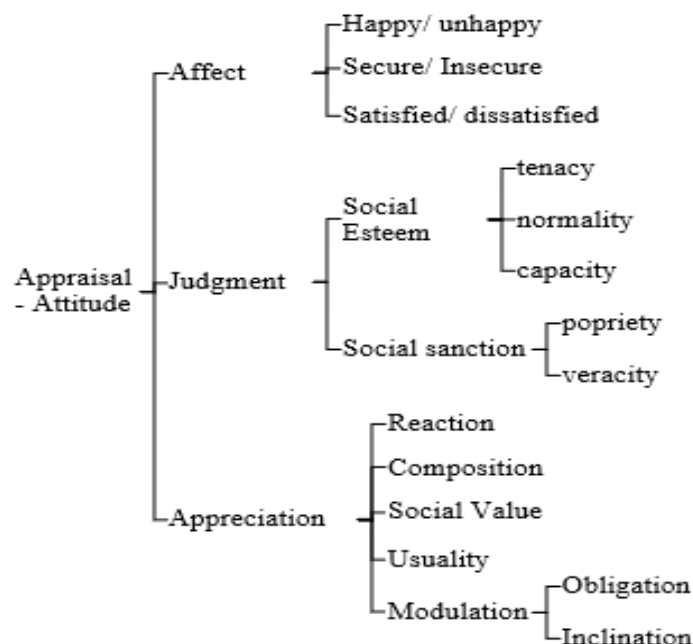 Happy/ unhappy
Affect
Secure/ Insecure
Satisfied/ dissatisfied
tenacy
Social
Esteem
normality
capacity
Appraisal
- Attitude
Judgment
popriety
Social sanction
veracity
Reaction
Composition
Appreciation
Social Value
Usuality
Obligation
Modulation
Inclination